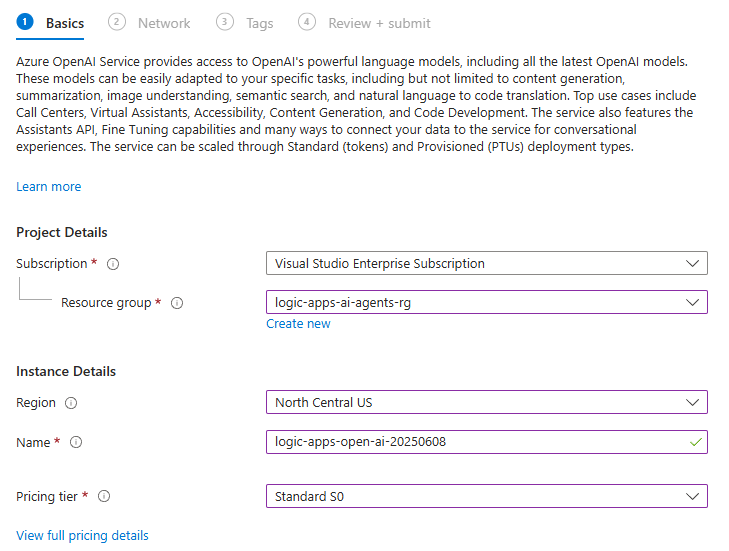 1 Basics 2 Network 3 Tags 4 Review + submit
Azure OpenAI Service provides access to OpenAI's powerful language models, including all the latest OpenAI models.
These models can be easily adapted to your specific tasks, including but not limited to content generation,
summarization, image understanding, semantic search, and natural language to code translation. Top use cases include
Call Centers, Virtual Assistants, Accessibility, Content Generation, and Code Development. The service also features the
Assistants API, Fine Tuning capabilities and many ways to connect your data to the service for conversational
experiences. The service can be scaled through Standard (tokens) and Provisioned (PTUs) deployment types.
Learn more
Project Details
Subscription * Visual Studio Enterprise Subscription
Resource group * logic-apps-ai-agents-rg
Create new
Instance Details
Region North Central US
Name * logic-apps-open-ai-20250608
Pricing tier * Standard S0
View full pricing details